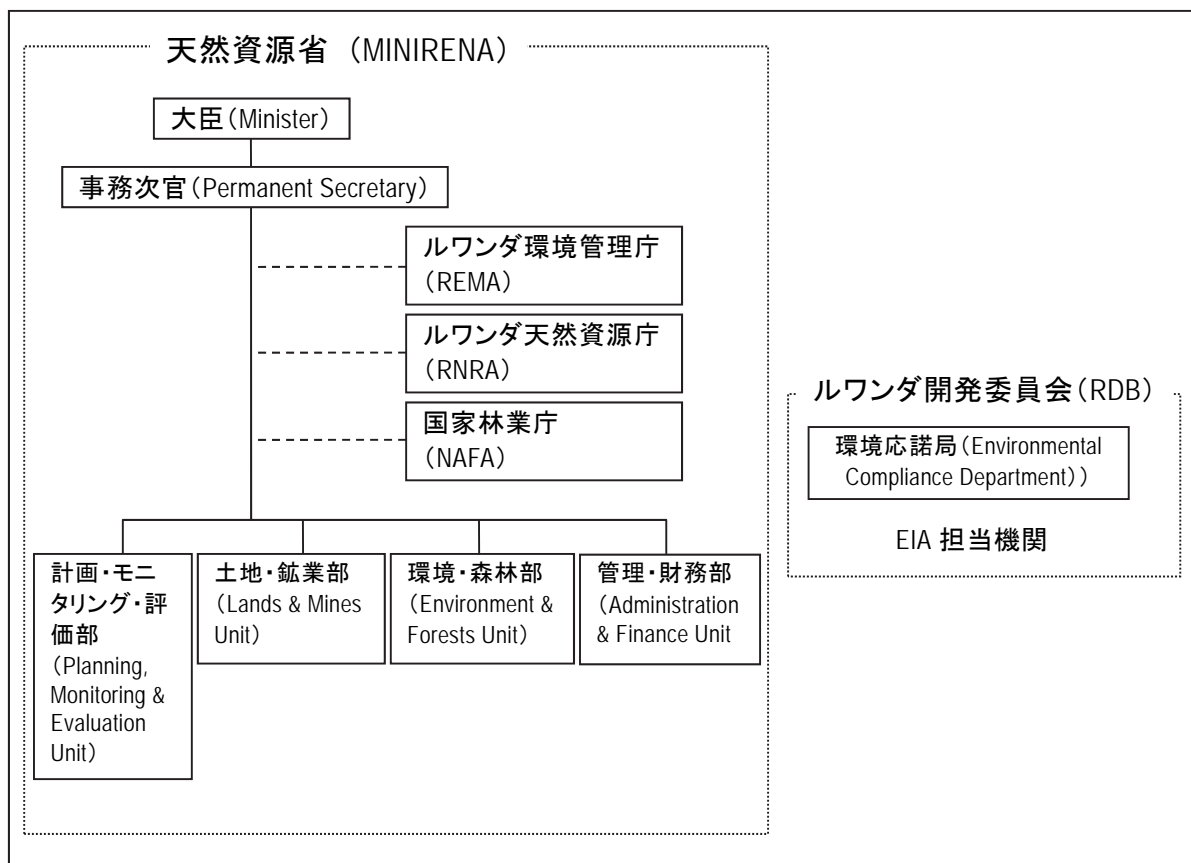 天然資源省 （MINIRENA）
大臣（Minister）
事務次官（Permanent Secretary）
ルワンダ環境管理庁
（REMA）
ルワンダ天然資源庁
（RNRA）
国家林業庁
（NAFA）
計画・モニ
タリング・評
価部
（Planning,
Monitoring &
Evaluation
Unit）
土地・鉱業部
（Lands & Mines
Unit）
環境・森林部
（Environment &
Forests Unit）
管理・財務部
（Administration
& Finance Unit
ルワンダ開発委員会（RDB）
環境応諾局（Environmental
Compliance Department））
EIA 担当機関